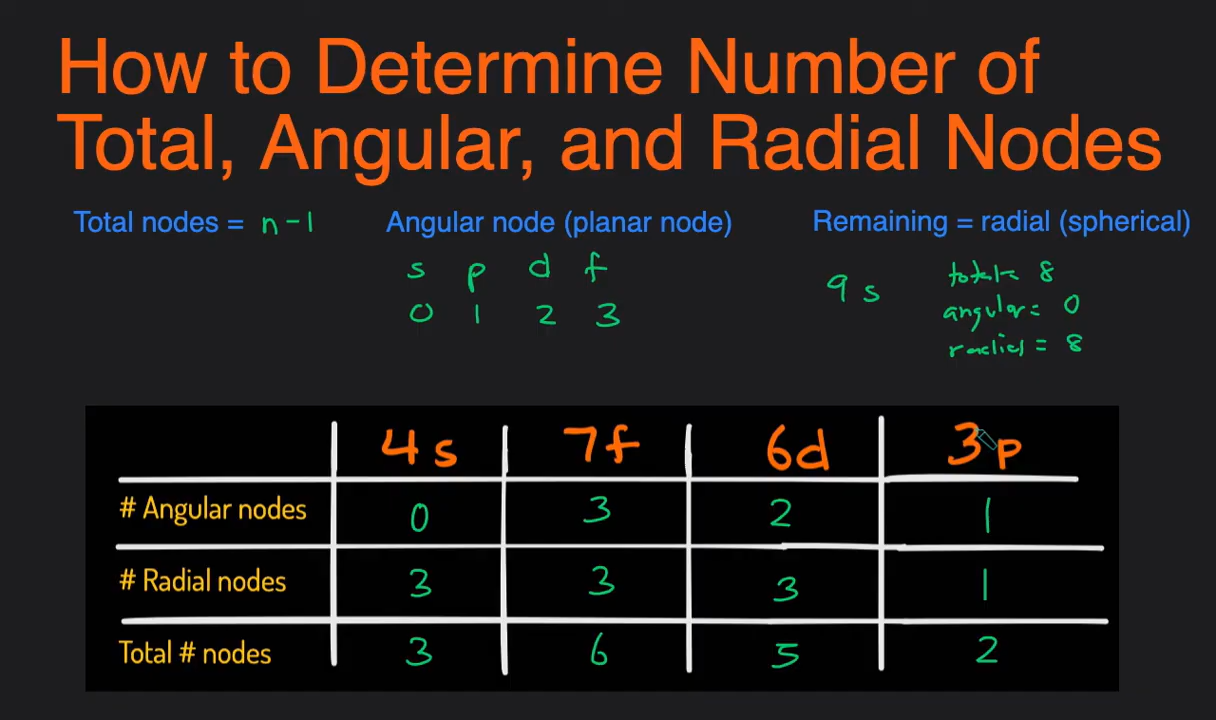 How to Determine Number of
Total, Angular, and Radial Nodes
Total nodes = n-1
Angular node (planar node)
s p d f
0 1 2 3
Remaining = radial (spherical)
9s
total= 8
angular= 0
radial = 8
4s 7f 6d 3p
# Angular nodes 0 3 2 1
# Radial nodes 3 3 3 1
Total # nodes 3 6 5 2